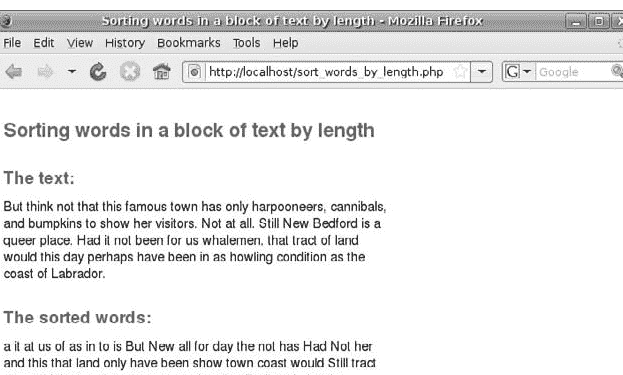 Sorting words in a block of text by length - Mozilla Firefox
File Edit View History Bookmarks Tools Help
http://localhost/sort_words_by_length.php G Google
Sorting words in a block of text by length
The text:
But think not that this famous town has only harpooneers, cannibals,
and bumpkins to show her visitors. Not at all. Still New Bedford is a
queer place. Had it not been for us whalemen, that tract of land
would this day perhaps have been in as howling condition as the
coast of Labrador.
The sorted words:
a it at us of as in to is But New all for day the not has Had Not her
and this that land only have been show town coast would Still tract